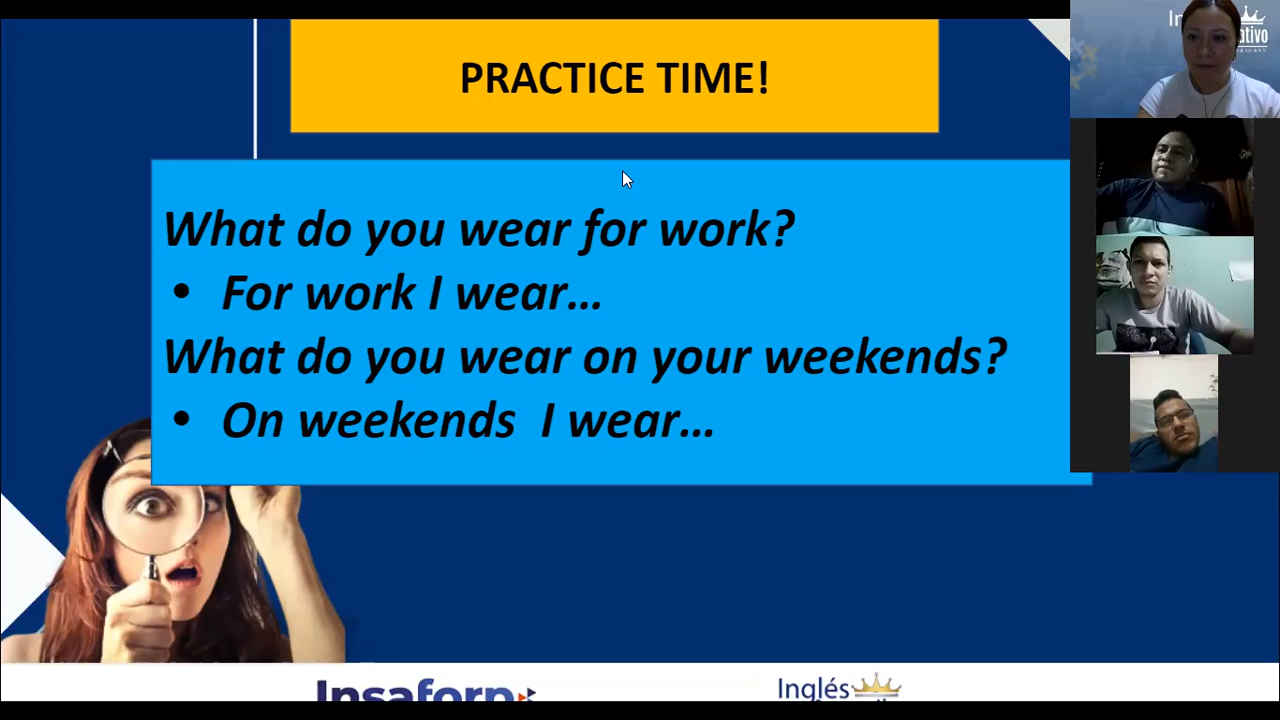 PRACTICE TIME!
What do you wear for work?
• For work I wear...
What do you wear on your weekends?
• On weekends I wear...
Insaforp
Inglés